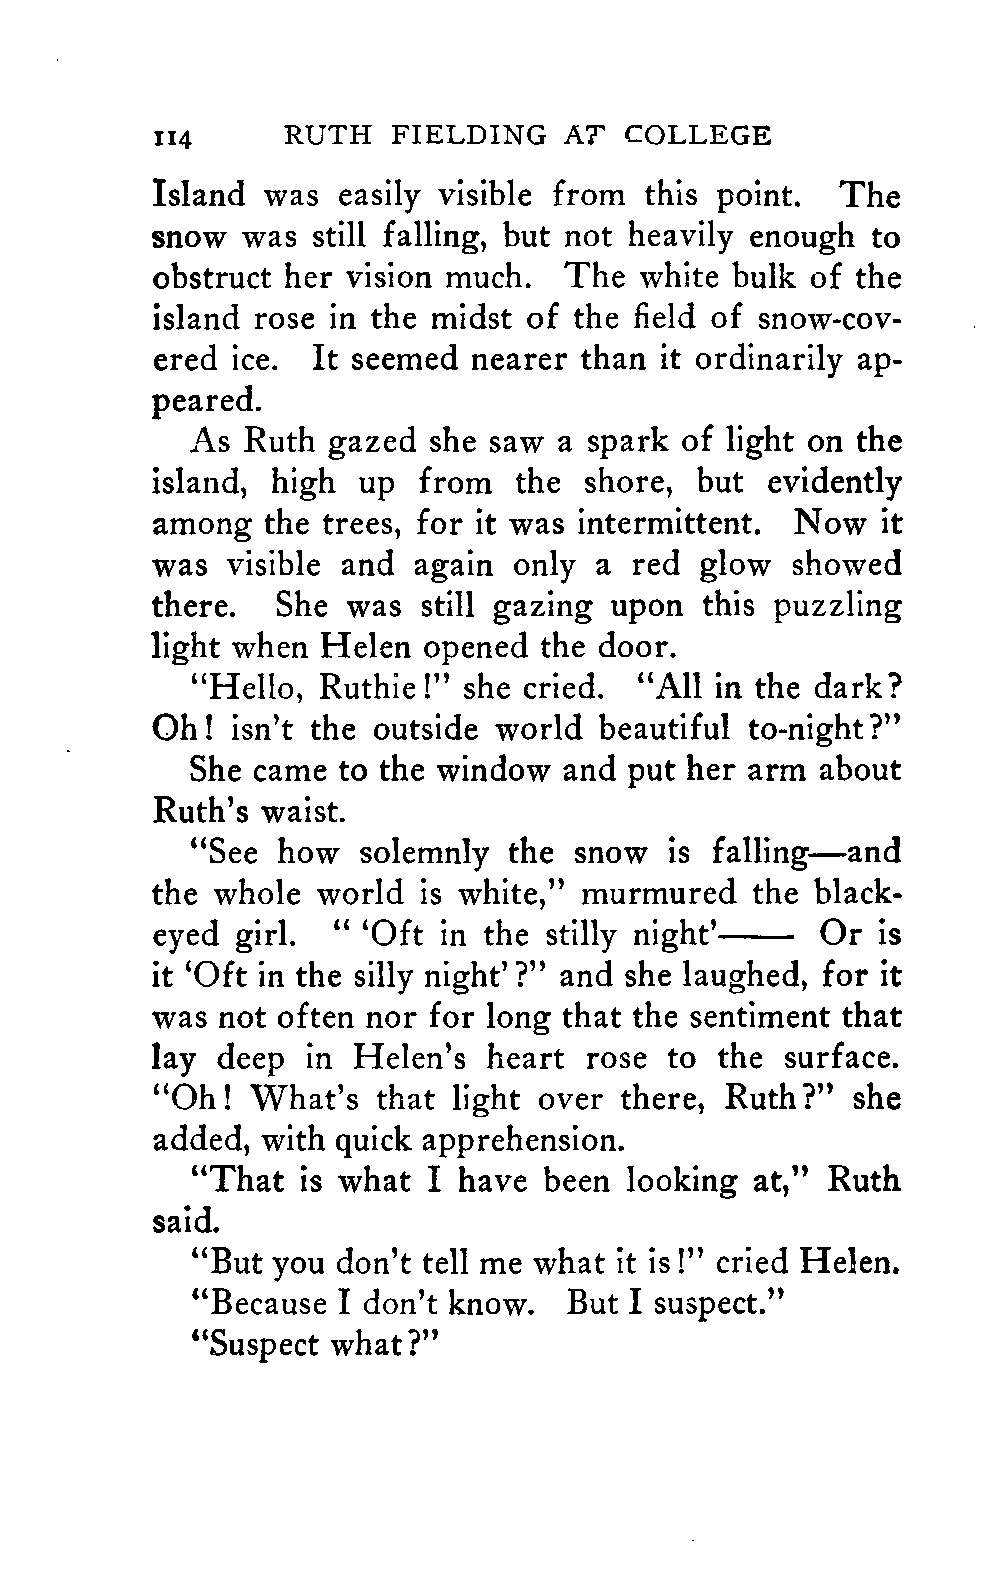 114 RUTH FIELDING AT COLLEGE
Island was easily visible from this point. The
snow was still falling, but not heavily enough to
obstruct her vision much. The white bulk of the
island rose in the midst of the field of snow-cov-
ered ice. It seemed nearer than it ordinarily ap-
peared.
As Ruth gazed she saw a spark of light on the
island, high up from the shore, but evidently
among the trees, for it was intermittent. Now it
was visible and again only a red glow showed
there. She was still gazing upon this puzzling
light when Helen opened the door.
"Hello, Ruthie!" she cried. "All in the dark?
Oh! isn't the outside world beautiful to-night?"
She came to the window and put her arm about
Ruth's waist.
"See how solemnly the snow is falling—and
the whole world is white," murmured the black-
eyed girl. " 'Oft in the stilly night'—— Or is
it 'Oft in the silly night'?" and she laughed, for it
was not often nor for long that the sentiment that
lay deep in Helen's heart rose to the surface.
"Oh! What's that light over there, Ruth?" she
added, with quick apprehension.
"That is what I have been looking at," Ruth
said.
"But you don't tell me what it is!" cried Helen.
"Because I don't know. But I suspect."
"Suspect what?"